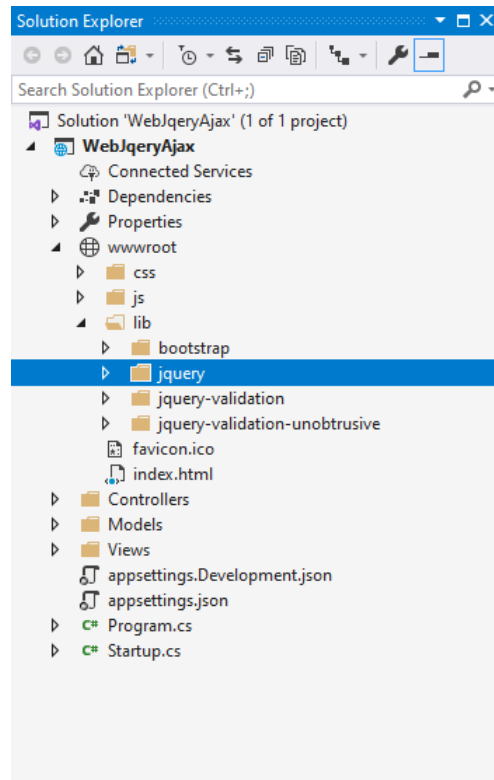 Solution Explorer
Search Solution Explorer (Ctrl+;)
Solution 'WebJqeryAjax' (1 of 1 project)
WebJqeryAjax
Connected Services
Dependencies
Properties
wwwroot
css
js
lib
bootstrap
jquery
jquery-validation
jquery-validation-unobtrusive
favicon.ico
index.html
Controllers
Models
Views
appsettings.Development.json
appsettings.json
C# Program.cs
C# Startup.cs